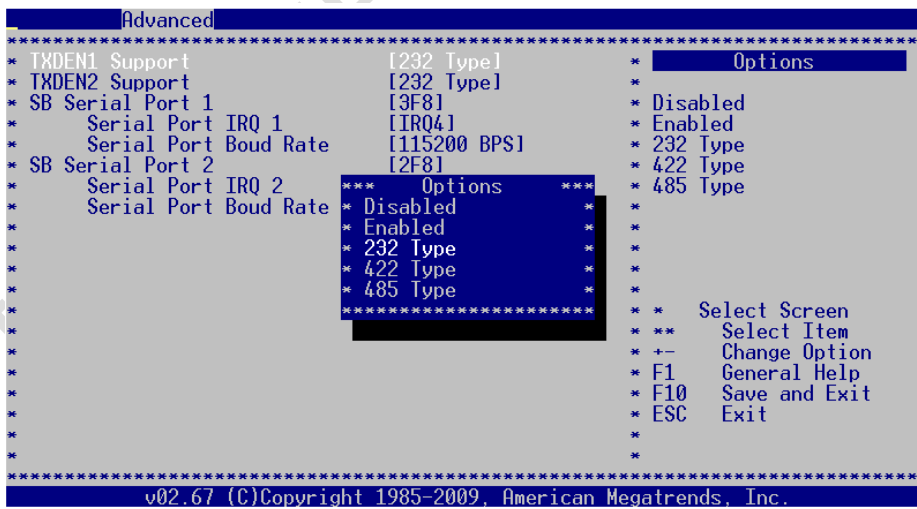 Advanced
******************************************************************************
* TXDEN1 Support [232 Type] * Options
* TXDEN2 Support [232 Type] *
* SB Serial Port 1 [3F8] * Disabled
* Serial Port IRQ 1 [IRQ4] * Enabled
* Serial Port Boud Rate [115200 BPS] * 232 Type
* SB Serial Port 2 [2F8] * 422 Type
* Serial Port IRQ 2 *** Options *** * 485 Type
* Serial Port Boud Rate * Disabled * *
* * Enabled * *
* * 232 Type * *
* * 422 Type * *
* * 485 Type * *
* ********************** * * Select Screen
* * ** Select Item
* * +- Change Option
* * F1 General Help
* * F10 Save and Exit
* * ESC Exit
* *
* *
******************************************************************************
v02.67 (C)Copyright 1985-2009, American Megatrends, Inc.